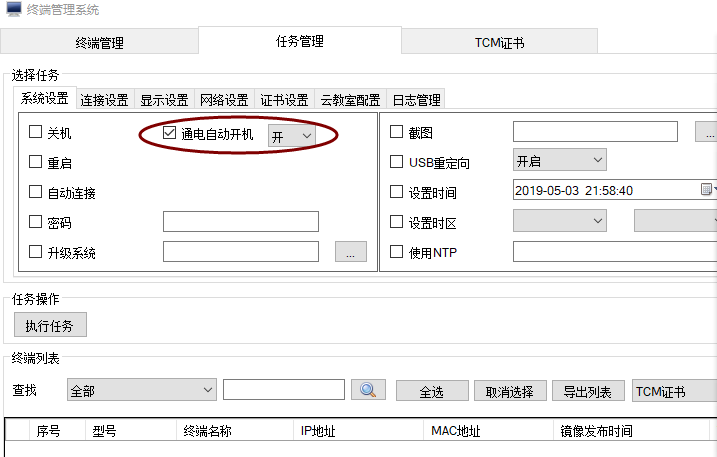 终端管理系统
终端管理 任务管理 TCM证书
选择任务
系统设置 连接设置 显示设置 网络设置 证书设置 云教室配置 日志管理
关机 通电自动开机 开 截图 ...
重启 USB重定向 开启
自动连接 设置时间 2019-05-03 21:58:40
密码 设置时区
升级系统 ... 使用NTP
任务操作
执行任务
终端列表
查找 全部 全选 取消选择 导出列表 TCM证书
序号 型号 终端名称 IP地址 MAC地址 镜像发布时间